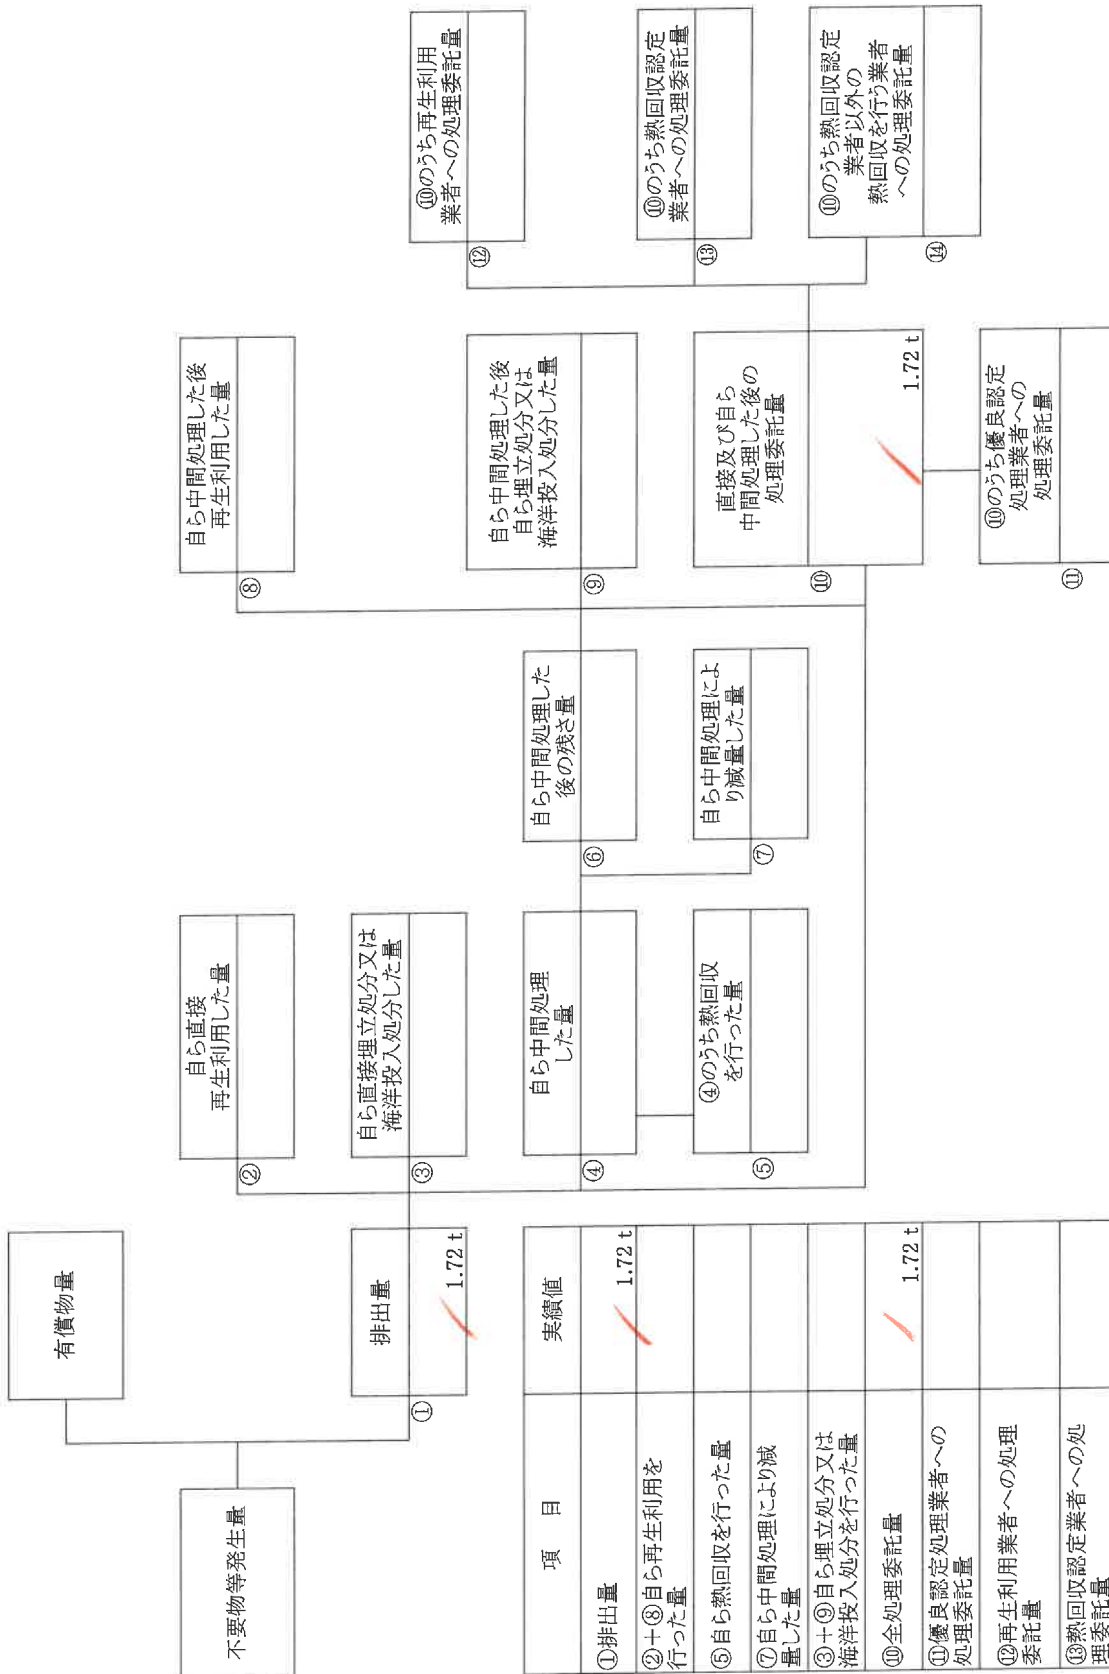 不要物等発生量
有償物量
排出量
①
1.72 t
自ら直接
再生利用した量
②
自ら直接埋立処分又は
海洋投入処分した量
③
自ら中間処理
した量
④
④のうち熱回収
を行った量
⑤
自ら中間処理した
後の残さ量
⑥
自ら中間処理によ
り減量した量
⑦
自ら中間処理した後
再生利用した量
⑧
自ら中間処理した後
自ら埋立処分又は
海洋投入処分した量
⑨
直接及び自ら
中間処理した後の
処理委託量
⑩
1.72 t
⑩のうち優良認定
処理業者への
処理委託量
⑪
⑩のうち再生利用
業者への処理委託量
⑫
⑩のうち熱回収認定
業者への処理委託量
⑬
⑩のうち熱回収認定
業者以外の
熱回収を行う業者
への処理委託量
⑭
項 目 実績値
①排出量 1.72 t
②+⑧自ら再生利用を
行った量
⑤自ら熱回収を行った量
⑦自ら中間処理により減
量した量
③+⑨自ら埋立処分又は
海洋投入処分を行った量
⑩全処理委託量 1.72 t
⑪優良認定処理業者への
処理委託量
⑫再生利用業者への処理
委託量
⑬熱回収認定業者への処
理委託量